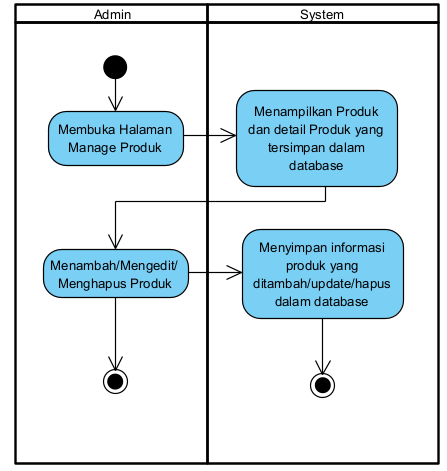 Admin
System
Membuka Halaman
Manage Produk
Menampilkan Produk
dan detail Produk yang
tersimpan dalam
database
Menambah/Mengedit/
Menghapus Produk
Menyimpan informasi
produk yang
ditambah/update/hapus
dalam database